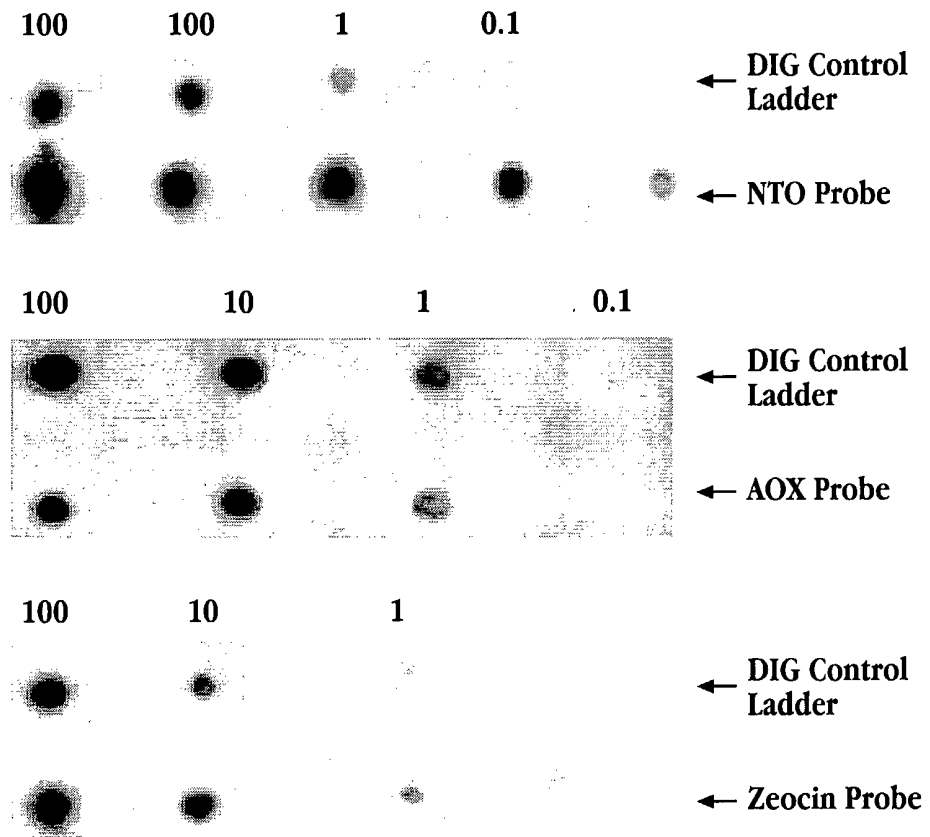 100 100 1 0.1
DIG Control
Ladder
NTO Probe
100 10 1 0.1
DIG Control
Ladder
AOX Probe
100 10 1
DIG Control
Ladder
Zeocin Probe